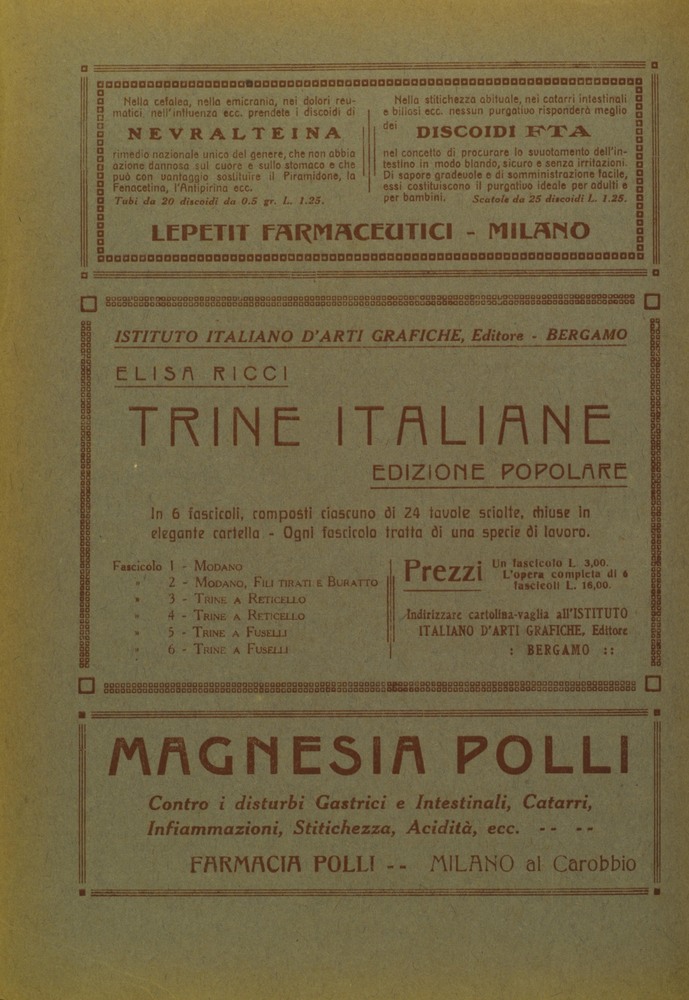 Nella cefalea, nella emicrania, nei dolori reu-
matici nell'influenza ecc. prendete i discoidi di
NEVRALTEINA
rimedio nazionale unico del genere, che non abbia
azione dannosa sul cuore e sullo stomaco e che
può con vantaggio sostituire il Piramidone, la
Fenacetina, l'Antipirina ecc.
Tubi da 20 discoidi da 0.5 gr. L. 1.25.
Nella stitichezza abituale, nei catarri intestinali
e biliosi ecc. nessun purgativo risponderà meglio
dei DISCOIDI FTA
nel concetto di procurare lo svuotamento dell'in-
testino in modo blando, sicuro e senza irritazioni.
Di sapore gradevole e di somministrazione facile,
essi costituiscono il purgativo ideale per adulti e
per bambini. Scatole da 25 discoidi L. 1.25.
LEPETIT FARMACEUTICI - MILANO
ISTITUTO ITALIANO D'ARTI GRAFICHE, Editore - BERGAMO
ELISA RICCI
TRINE ITALIANE
EDIZIONE POPOLARE
In 6 fascicoli, composti ciascuno di 24 tavole sciolte, chiuse in
elegante cartella - Ogni fascicolo tratta di una specie di lavoro.
Fascicolo 1 - MODANO
" 2 - MODANO, FILI TIRATI E BURATTO
" 3 - TRINE A RETICELLO
" 4 - TRINE A RETICELLO
" 5 - TRINE A FUSELLI
" 6 - TRINE A FUSELLI
Prezzi Un fascicolo L. 3,00.
L'opera completa di 6
fascicoli L. 16,00.
Indirizzare cartolina-vaglia all'ISTITUTO
ITALIANO D'ARTI GRAFICHE, Editore
: BERGAMO ::
MAGNESIA POLLI
Contro i disturbi Gastrici e Intestinali, Catarri,
Infiammazioni, Stitichezza, Acidità, ecc. -- --
FARMACIA POLLI -- MILANO al Carobbio